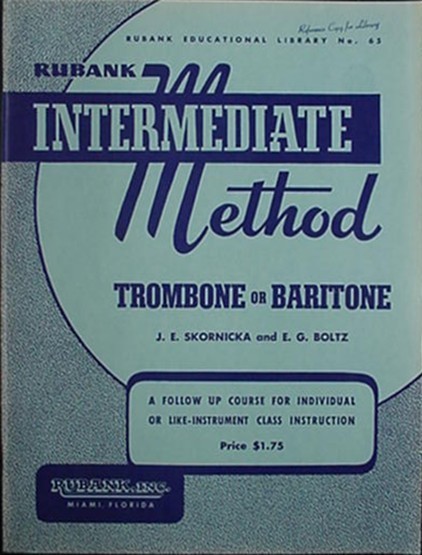 Reference Copy for Library
RUBANK EDUCATIONAL LIBRARY No. 63
RUBANK
INTERMEDIATE
Method
TROMBONE OR BARITONE
J. E. SKORNICKA and E. G. BOLTZ
A FOLLOW UP COURSE FOR INDIVIDUAL
OR LIKE-INSTRUMENT CLASS INSTRUCTION
Price $1.75
RUBANK, INC.
MIAMI, FLORIDA